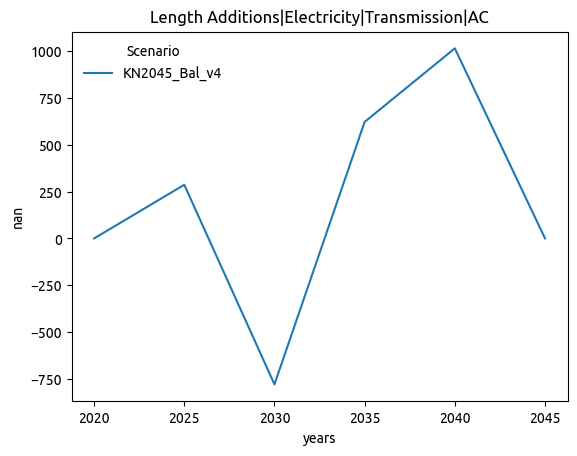 Length Additions|Electricity|Transmission|AC
Scenario
KN2045_Bal_v4
1000
750
500
250
0
−250
−500
−750
nan
2020 2025 2030 2035 2040 2045
years